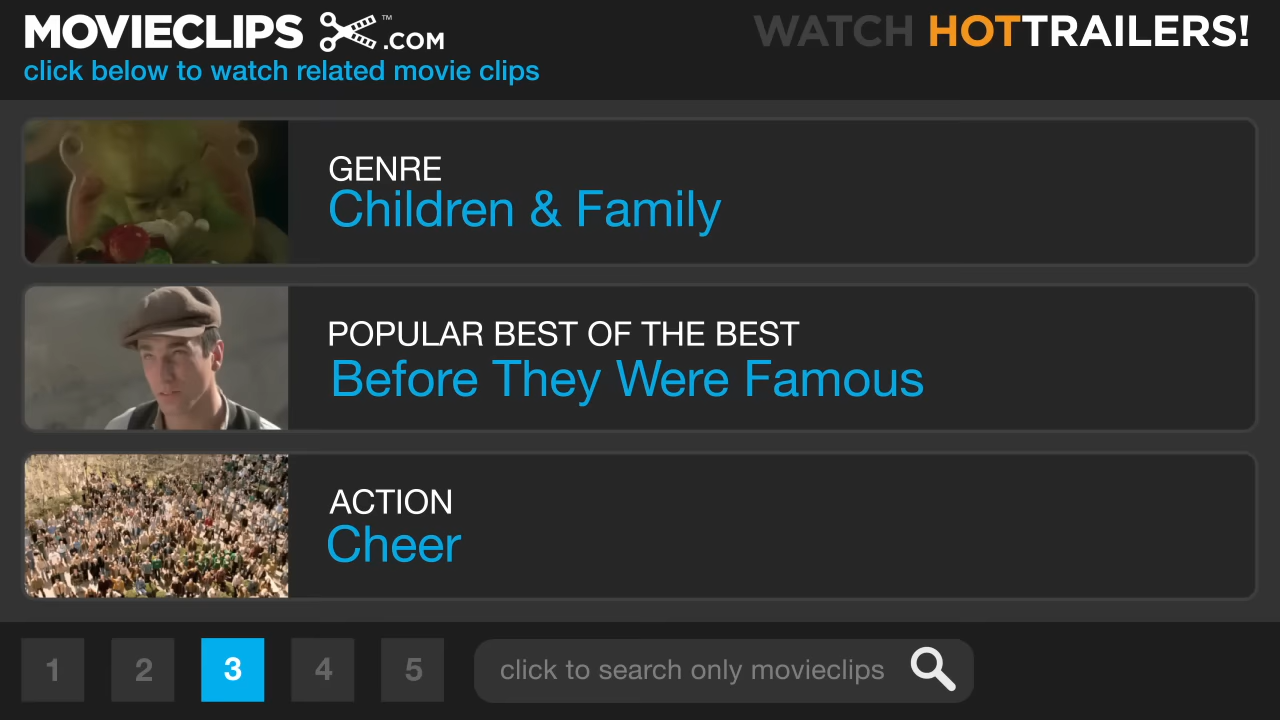 MOVIECLIPS ™ .COM
WATCH HOTTRAILERS!
click below to watch related movie clips
GENRE
Children & Family
POPULAR BEST OF THE BEST
Before They Were Famous
ACTION
Cheer
1 2 3 4 5
click to search only movieclips